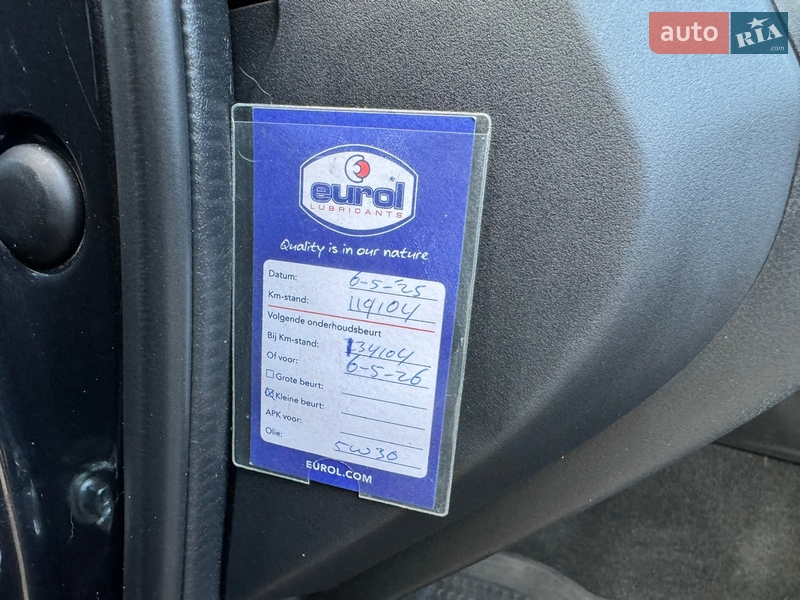 auto RIA .com
eurol®
LUBRICANTS
Quality is in our nature
Datum: 6-5-'25
Km-stand: 119104
Volgende onderhoudsbeurt
Bij Km-stand: 134104
Of voor: 6-5-'26
Grote beurt:
Kleine beurt:
APK voor:
Olie: 5W30
EUROL.COM